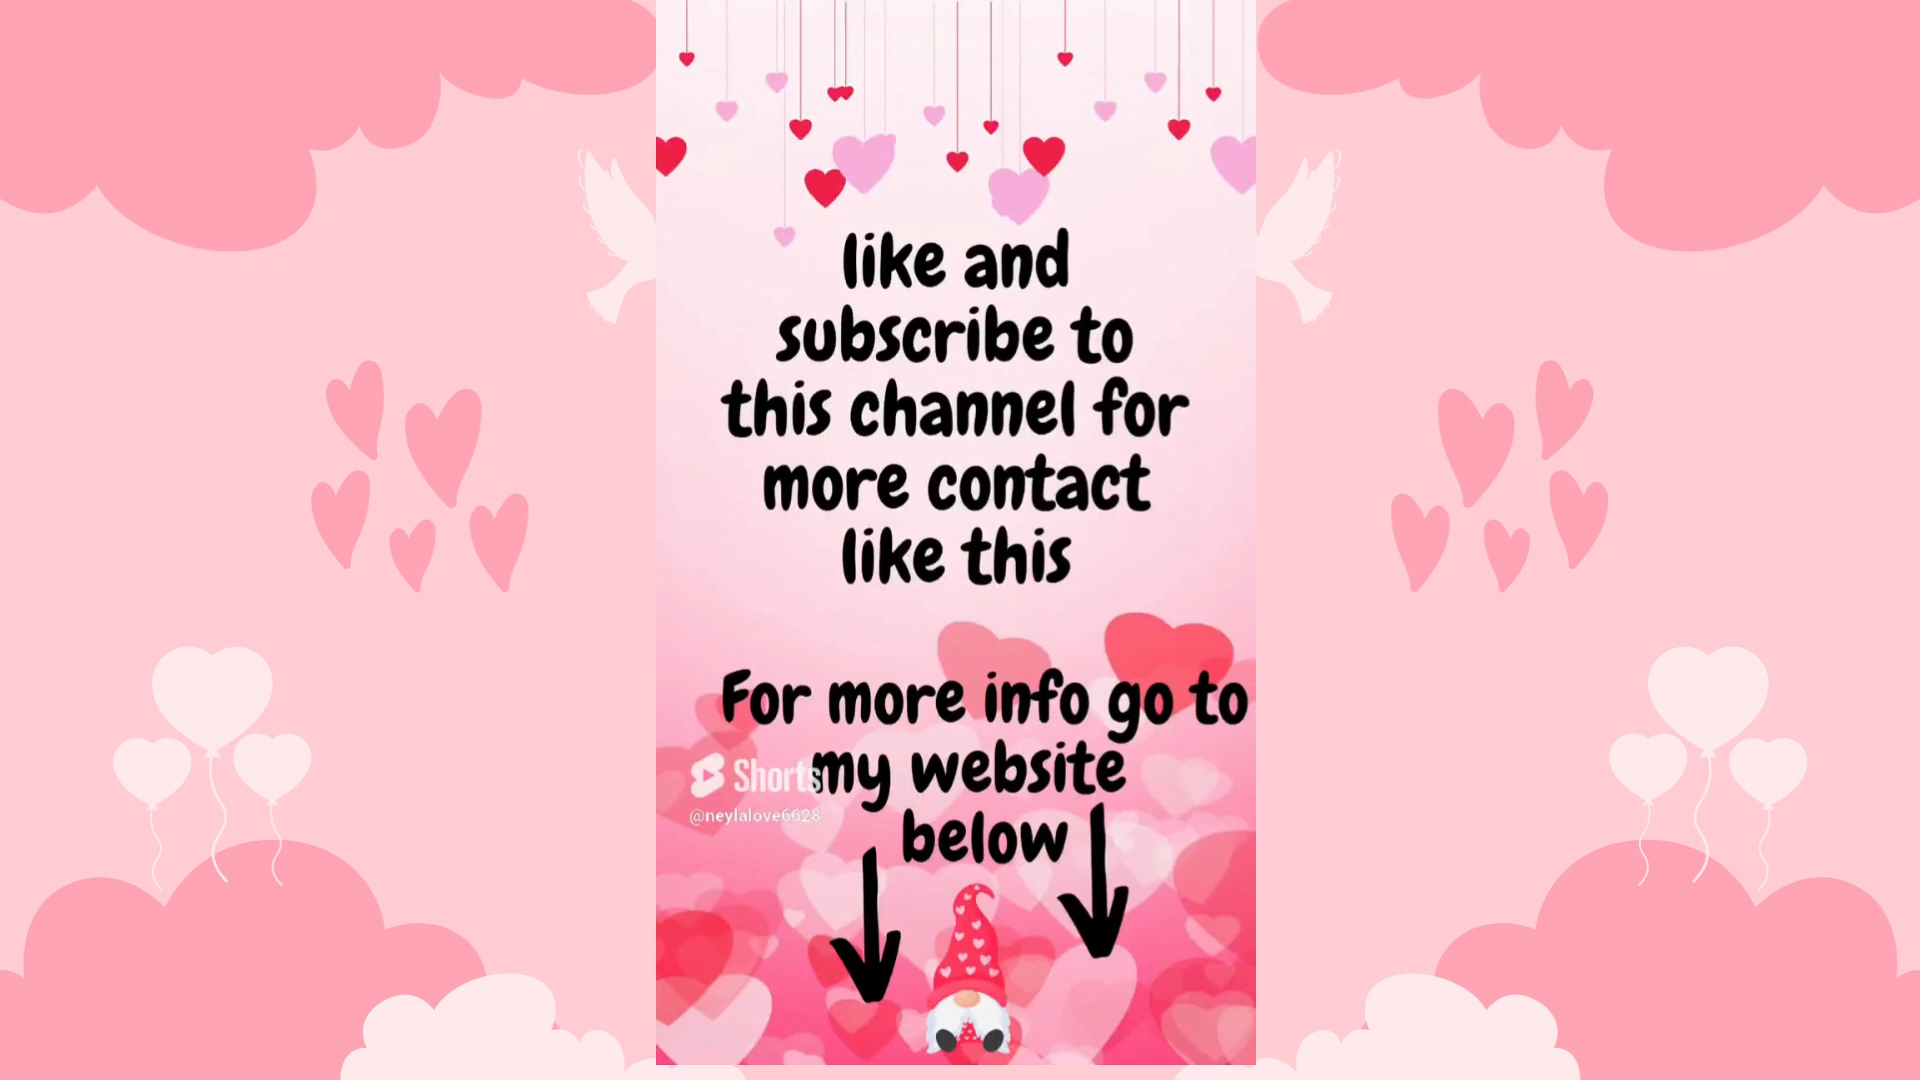 like and
subscribe to
this channel for
more contact
like this
For more info go to
my website
below
Shorts
@neylalove6628